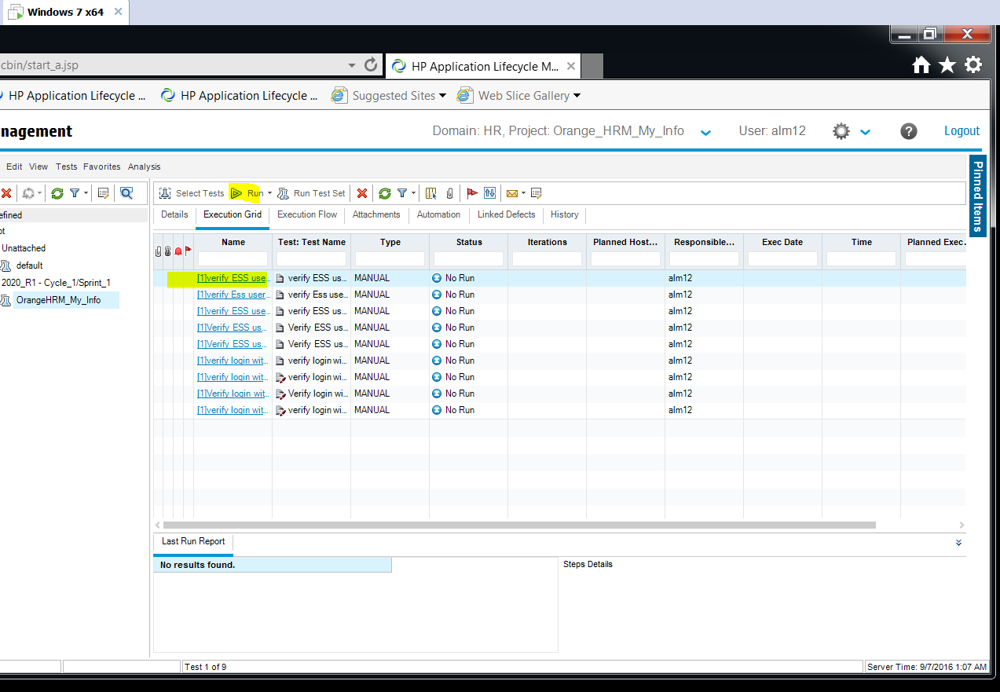 Windows 7 x64
cbin/start_a.jsp
HP Application Lifecycle M...
HP Application Lifecycle ...
HP Application Lifecycle ...
Suggested Sites
Web Slice Gallery
nagement
Domain: HR, Project: Orange_HRM_My_Info
User: alm12
Logout
Edit View Tests Favorites Analysis
Pinned Items
Select Tests Run Run Test Set
efined
ot
Unattached
default
2020_R1 - Cycle_1/Sprint_1
OrangeHRM_My_Info
Details Execution Grid Execution Flow Attachments Automation Linked Defects History
Name Test: Test Name Type Status Iterations Planned Host... Responsible... Exec Date Time Planned Exec.
[1]verify ESS use... verify ESS us... MANUAL No Run alm12
[1]verify Ess user... verify Ess use... MANUAL No Run alm12
[1]verify ESS use... verify ESS us... MANUAL No Run alm12
[1]Verify ESS us... Verify ESS us... MANUAL No Run alm12
[1]Verify ESS us... Verify ESS us... MANUAL No Run alm12
[1]verify login wit... verify login wi... MANUAL No Run alm12
[1]verify login wit... verify login wi... MANUAL No Run alm12
[1]Verify login wit... Verify login wi... MANUAL No Run alm12
[1]verify login wit... verify login wi... MANUAL No Run alm12
Last Run Report
No results found.
Steps Details
Test 1 of 9
Server Time: 9/7/2016 1:07 AM